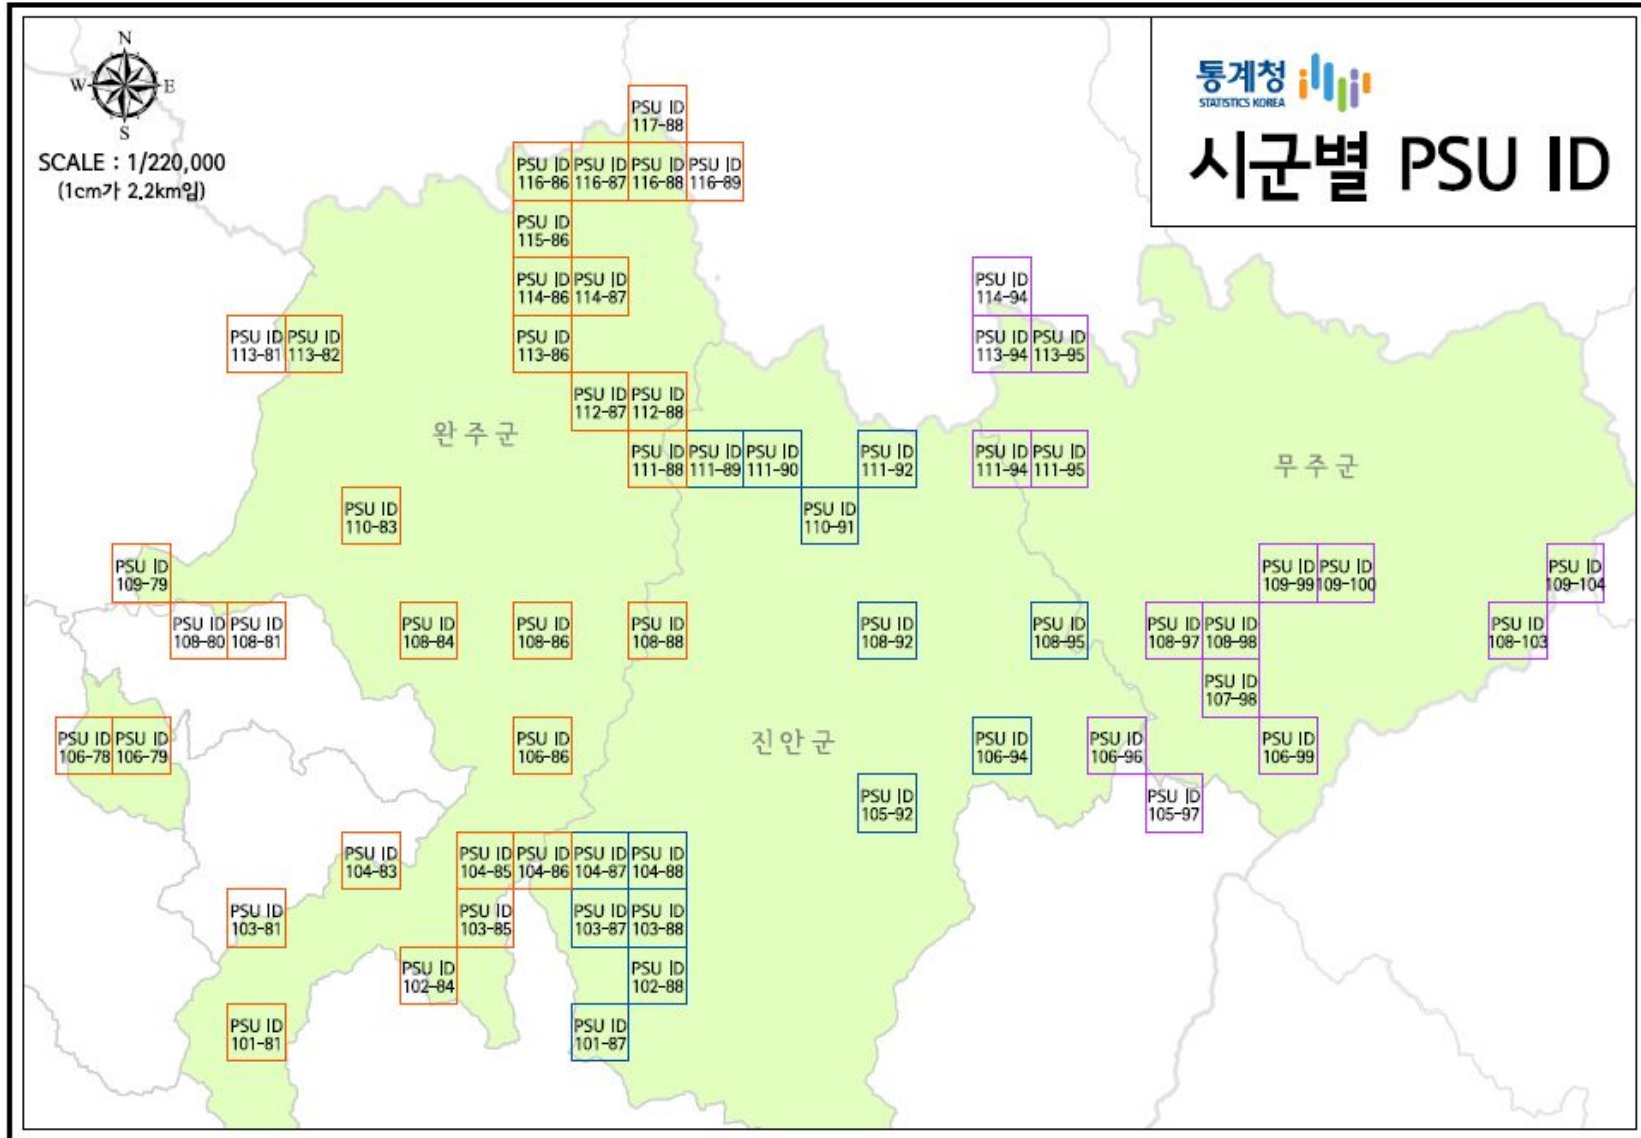 N
W
E
S
SCALE : 1/220,000
(1cm가 2.2km임)
통계청
STATISTICS KOREA
시군별 PSU ID
PSU ID
117-88
PSU ID PSU ID PSU ID PSU ID
116-86 116-87 116-88 116-89
PSU ID
115-86
PSU ID PSU ID PSU ID
114-86 114-87 114-94
PSU ID PSU ID PSU ID PSU ID PSU ID
113-81 113-82 113-86 113-94 113-95
PSU ID PSU ID
112-87 112-88
완주군
PSU ID PSU ID PSU ID PSU ID PSU ID PSU ID
111-88 111-89 111-90 111-92 111-94 111-95
무주군
PSU ID PSU ID
110-83 110-91
PSU ID PSU ID PSU ID PSU ID
109-79 109-99 109-100 109-104
PSU ID PSU ID PSU ID PSU ID PSU ID PSU ID PSU ID PSU ID PSU ID PSU ID
108-80 108-81 108-84 108-86 108-88 108-92 108-95 108-97 108-98 108-103
PSU ID
107-98
진안군
PSU ID PSU ID PSU ID PSU ID PSU ID PSU ID
106-78 106-79 106-86 106-94 106-96 106-99
PSU ID PSU ID
105-92 105-97
PSU ID PSU ID PSU ID PSU ID PSU ID
104-83 104-85 104-86 104-87 104-88
PSU ID PSU ID PSU ID PSU ID
103-81 103-85 103-87 103-88
PSU ID PSU ID
102-84 102-88
PSU ID PSU ID
101-81 101-87